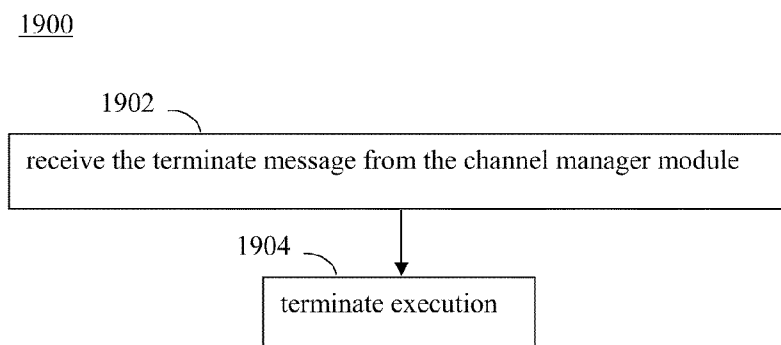 1900
1902
receive the terminate message from the channel manager module
1904
terminate execution